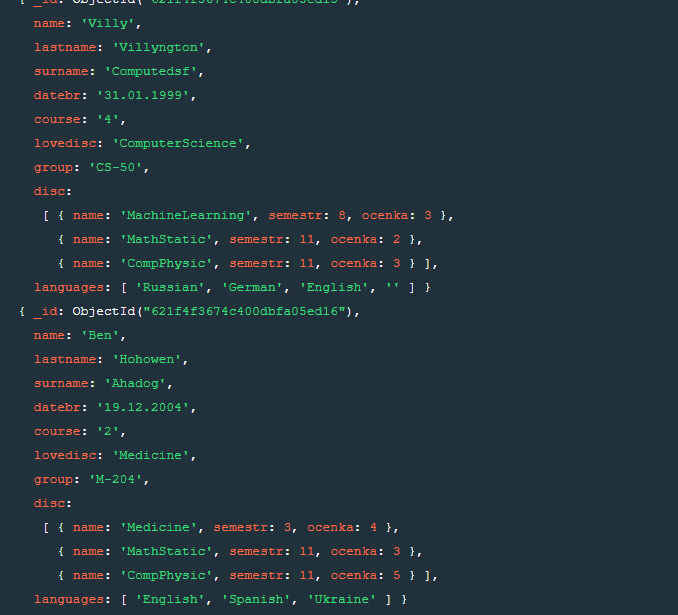 { _id: ObjectId("621f4f3674c400dbfa05ed15"),
name: 'Villy',
lastname: 'Villyngton',
surname: 'Computedsf',
datebr: '31.01.1999',
course: '4',
lovedisc: 'ComputerScience',
group: 'CS-50',
disc:
[ { name: 'MachineLearning', semestr: 8, ocenka: 3 },
{ name: 'MathStatic', semestr: 11, ocenka: 2 },
{ name: 'CompPhysic', semestr: 11, ocenka: 3 } ],
languages: [ 'Russian', 'German', 'English', '' ] }
{ _id: ObjectId("621f4f3674c400dbfa05ed16"),
name: 'Ben',
lastname: 'Hohowen',
surname: 'Ahadog',
datebr: '19.12.2004',
course: '2',
lovedisc: 'Medicine',
group: 'M-204',
disc:
[ { name: 'Medicine', semestr: 3, ocenka: 4 },
{ name: 'MathStatic', semestr: 11, ocenka: 3 },
{ name: 'CompPhysic', semestr: 11, ocenka: 5 } ],
languages: [ 'English', 'Spanish', 'Ukraine' ] }